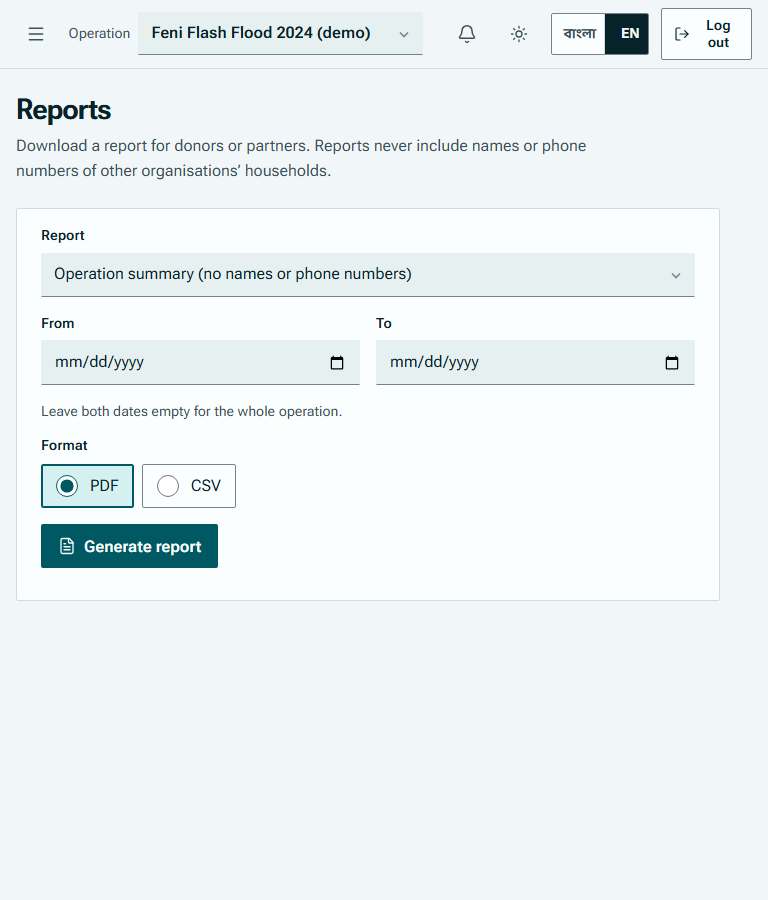 Operation
Feni Flash Flood 2024 (demo)
বাংলা
EN
Log
out
Reports
Download a report for donors or partners. Reports never include names or phone
numbers of other organisations’ households.
Report
Operation summary (no names or phone numbers)
From
To
mm/dd/yyyy
mm/dd/yyyy
Leave both dates empty for the whole operation.
Format
PDF
CSV
Generate report